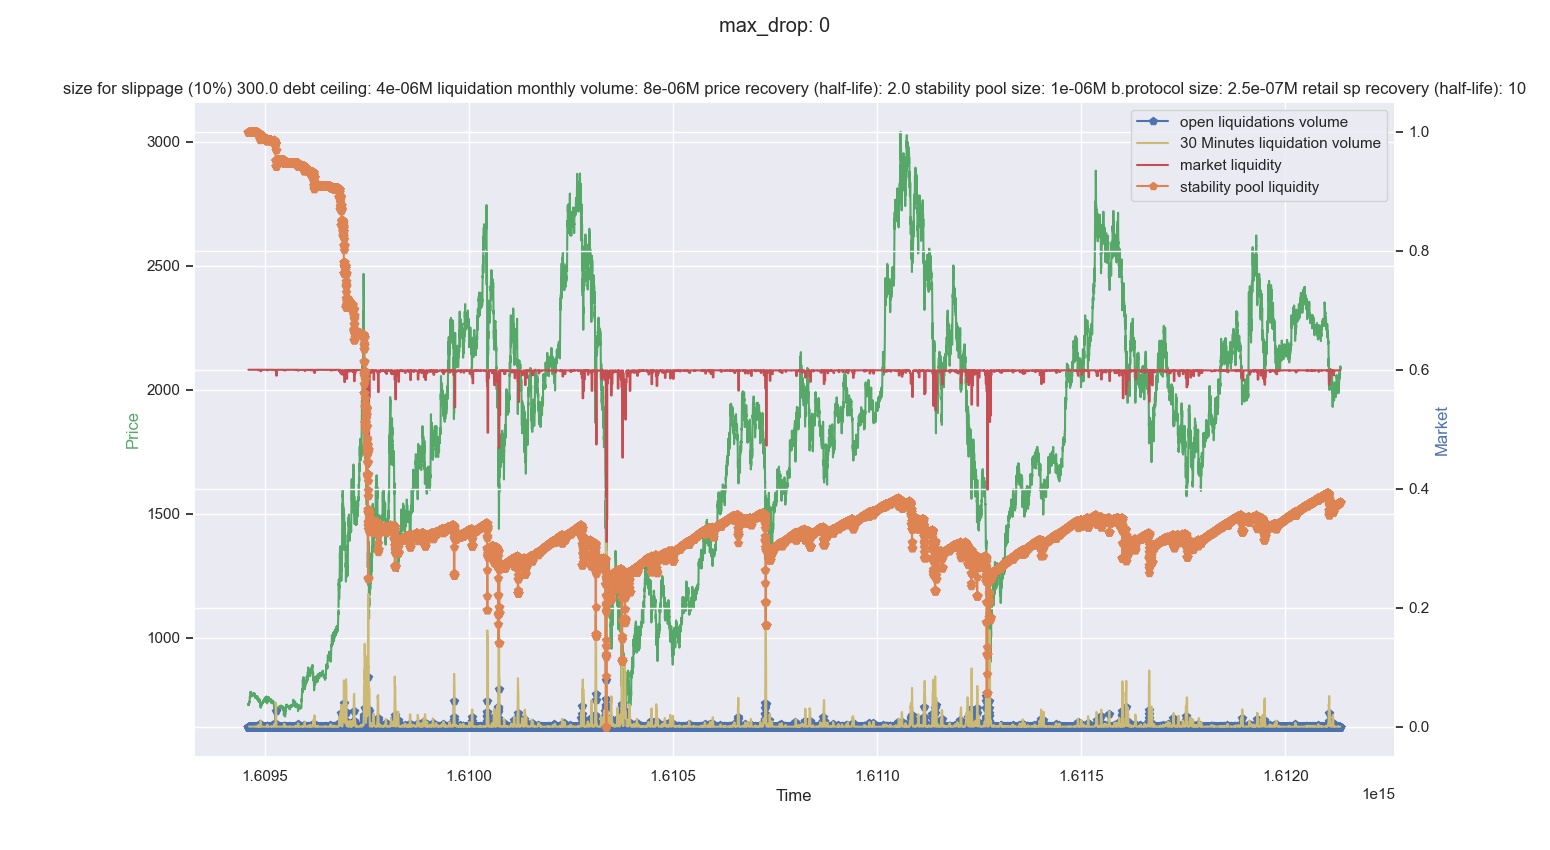 max_drop: 0
size for slippage (10%) 300.0 debt ceiling: 4e-06M liquidation monthly volume: 8e-06M price recovery (half-life): 2.0 stability pool size: 1e-06M b.protocol size: 2.5e-07M retail sp recovery (half-life): 10
open liquidations volume
30 Minutes liquidation volume
market liquidity
stability pool liquidity
3000
2500
2000
1500
1000
Price
1.0
0.8
0.6
0.4
0.2
0.0
Market
1.6095 1.6100 1.6105 1.6110 1.6115 1.6120
Time
1e15